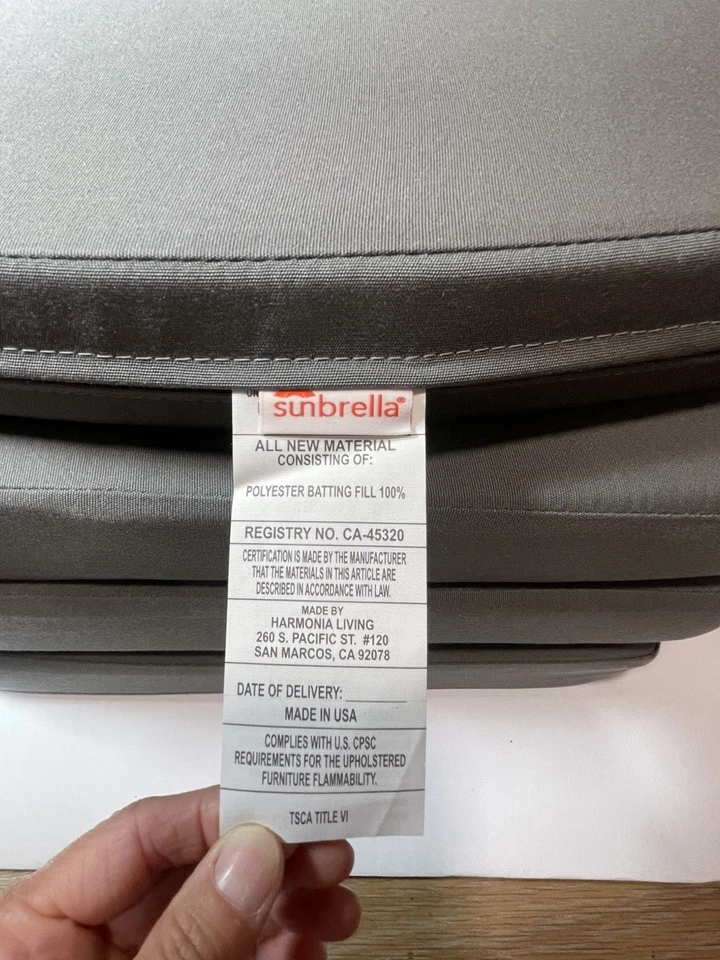 sunbrella®
ALL NEW MATERIAL
CONSISTING OF:
POLYESTER BATTING FILL 100%
REGISTRY NO. CA-45320
CERTIFICATION IS MADE BY THE MANUFACTURER
THAT THE MATERIALS IN THIS ARTICLE ARE
DESCRIBED IN ACCORDANCE WITH LAW.
MADE BY
HARMONIA LIVING
260 S. PACIFIC ST. #120
SAN MARCOS, CA 92078
DATE OF DELIVERY:
MADE IN USA
COMPLIES WITH U.S. CPSC
REQUIREMENTS FOR THE UPHOLSTERED
FURNITURE FLAMMABILITY.
TSCA TITLE VI